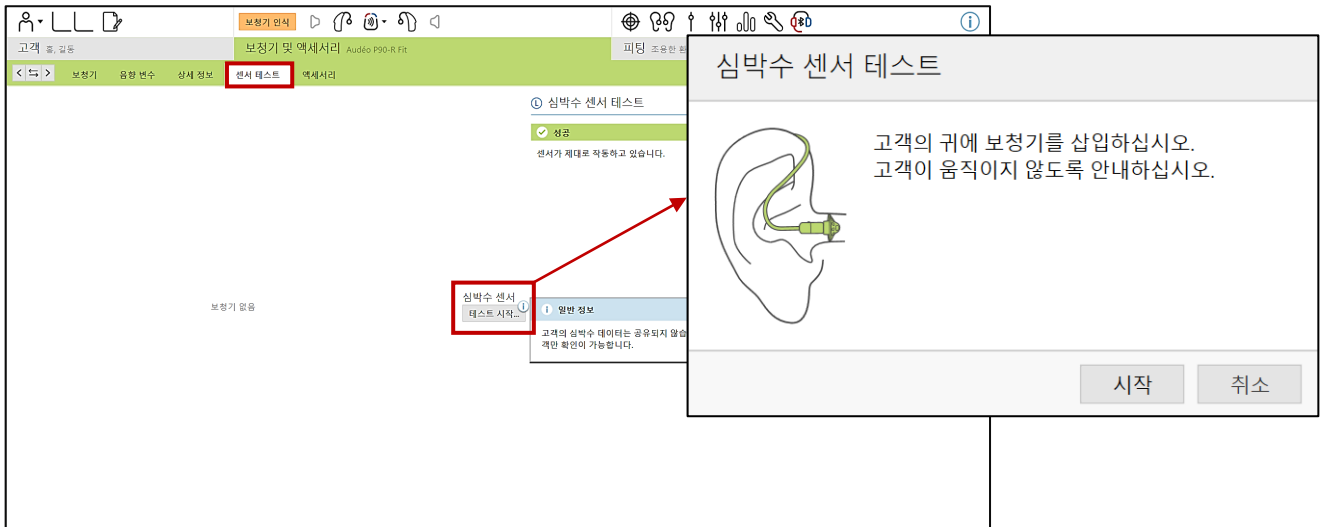 보청기 인식
고객 홍, 길동
보청기 및 액세서리 Audéo P90-R Fit
피팅 조용한 환
보청기 음향 변수 상세 정보 센서 테스트 액세서리
Ⓛ 심박수 센서 테스트
성공
센서가 제대로 작동하고 있습니다.
보청기 없음
심박수 센서
테스트 시작...
일반 정보
고객의 심박수 데이터는 공유되지 않습
객만 확인이 가능합니다.
심박수 센서 테스트
고객의 귀에 보청기를 삽입하십시오.
고객이 움직이지 않도록 안내하십시오.
시작 취소